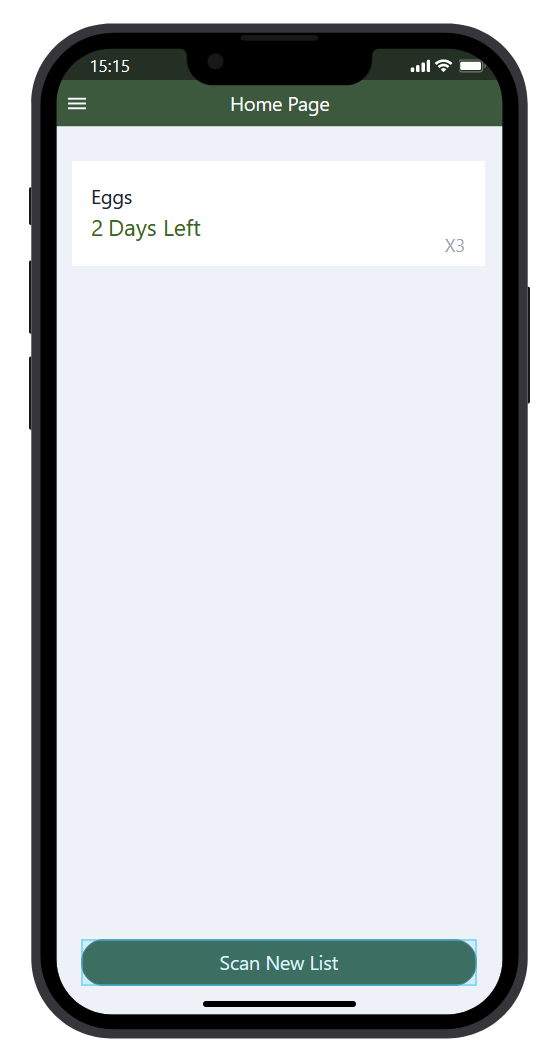 15:15
Home Page
Eggs
2 Days Left
X3
Scan New List